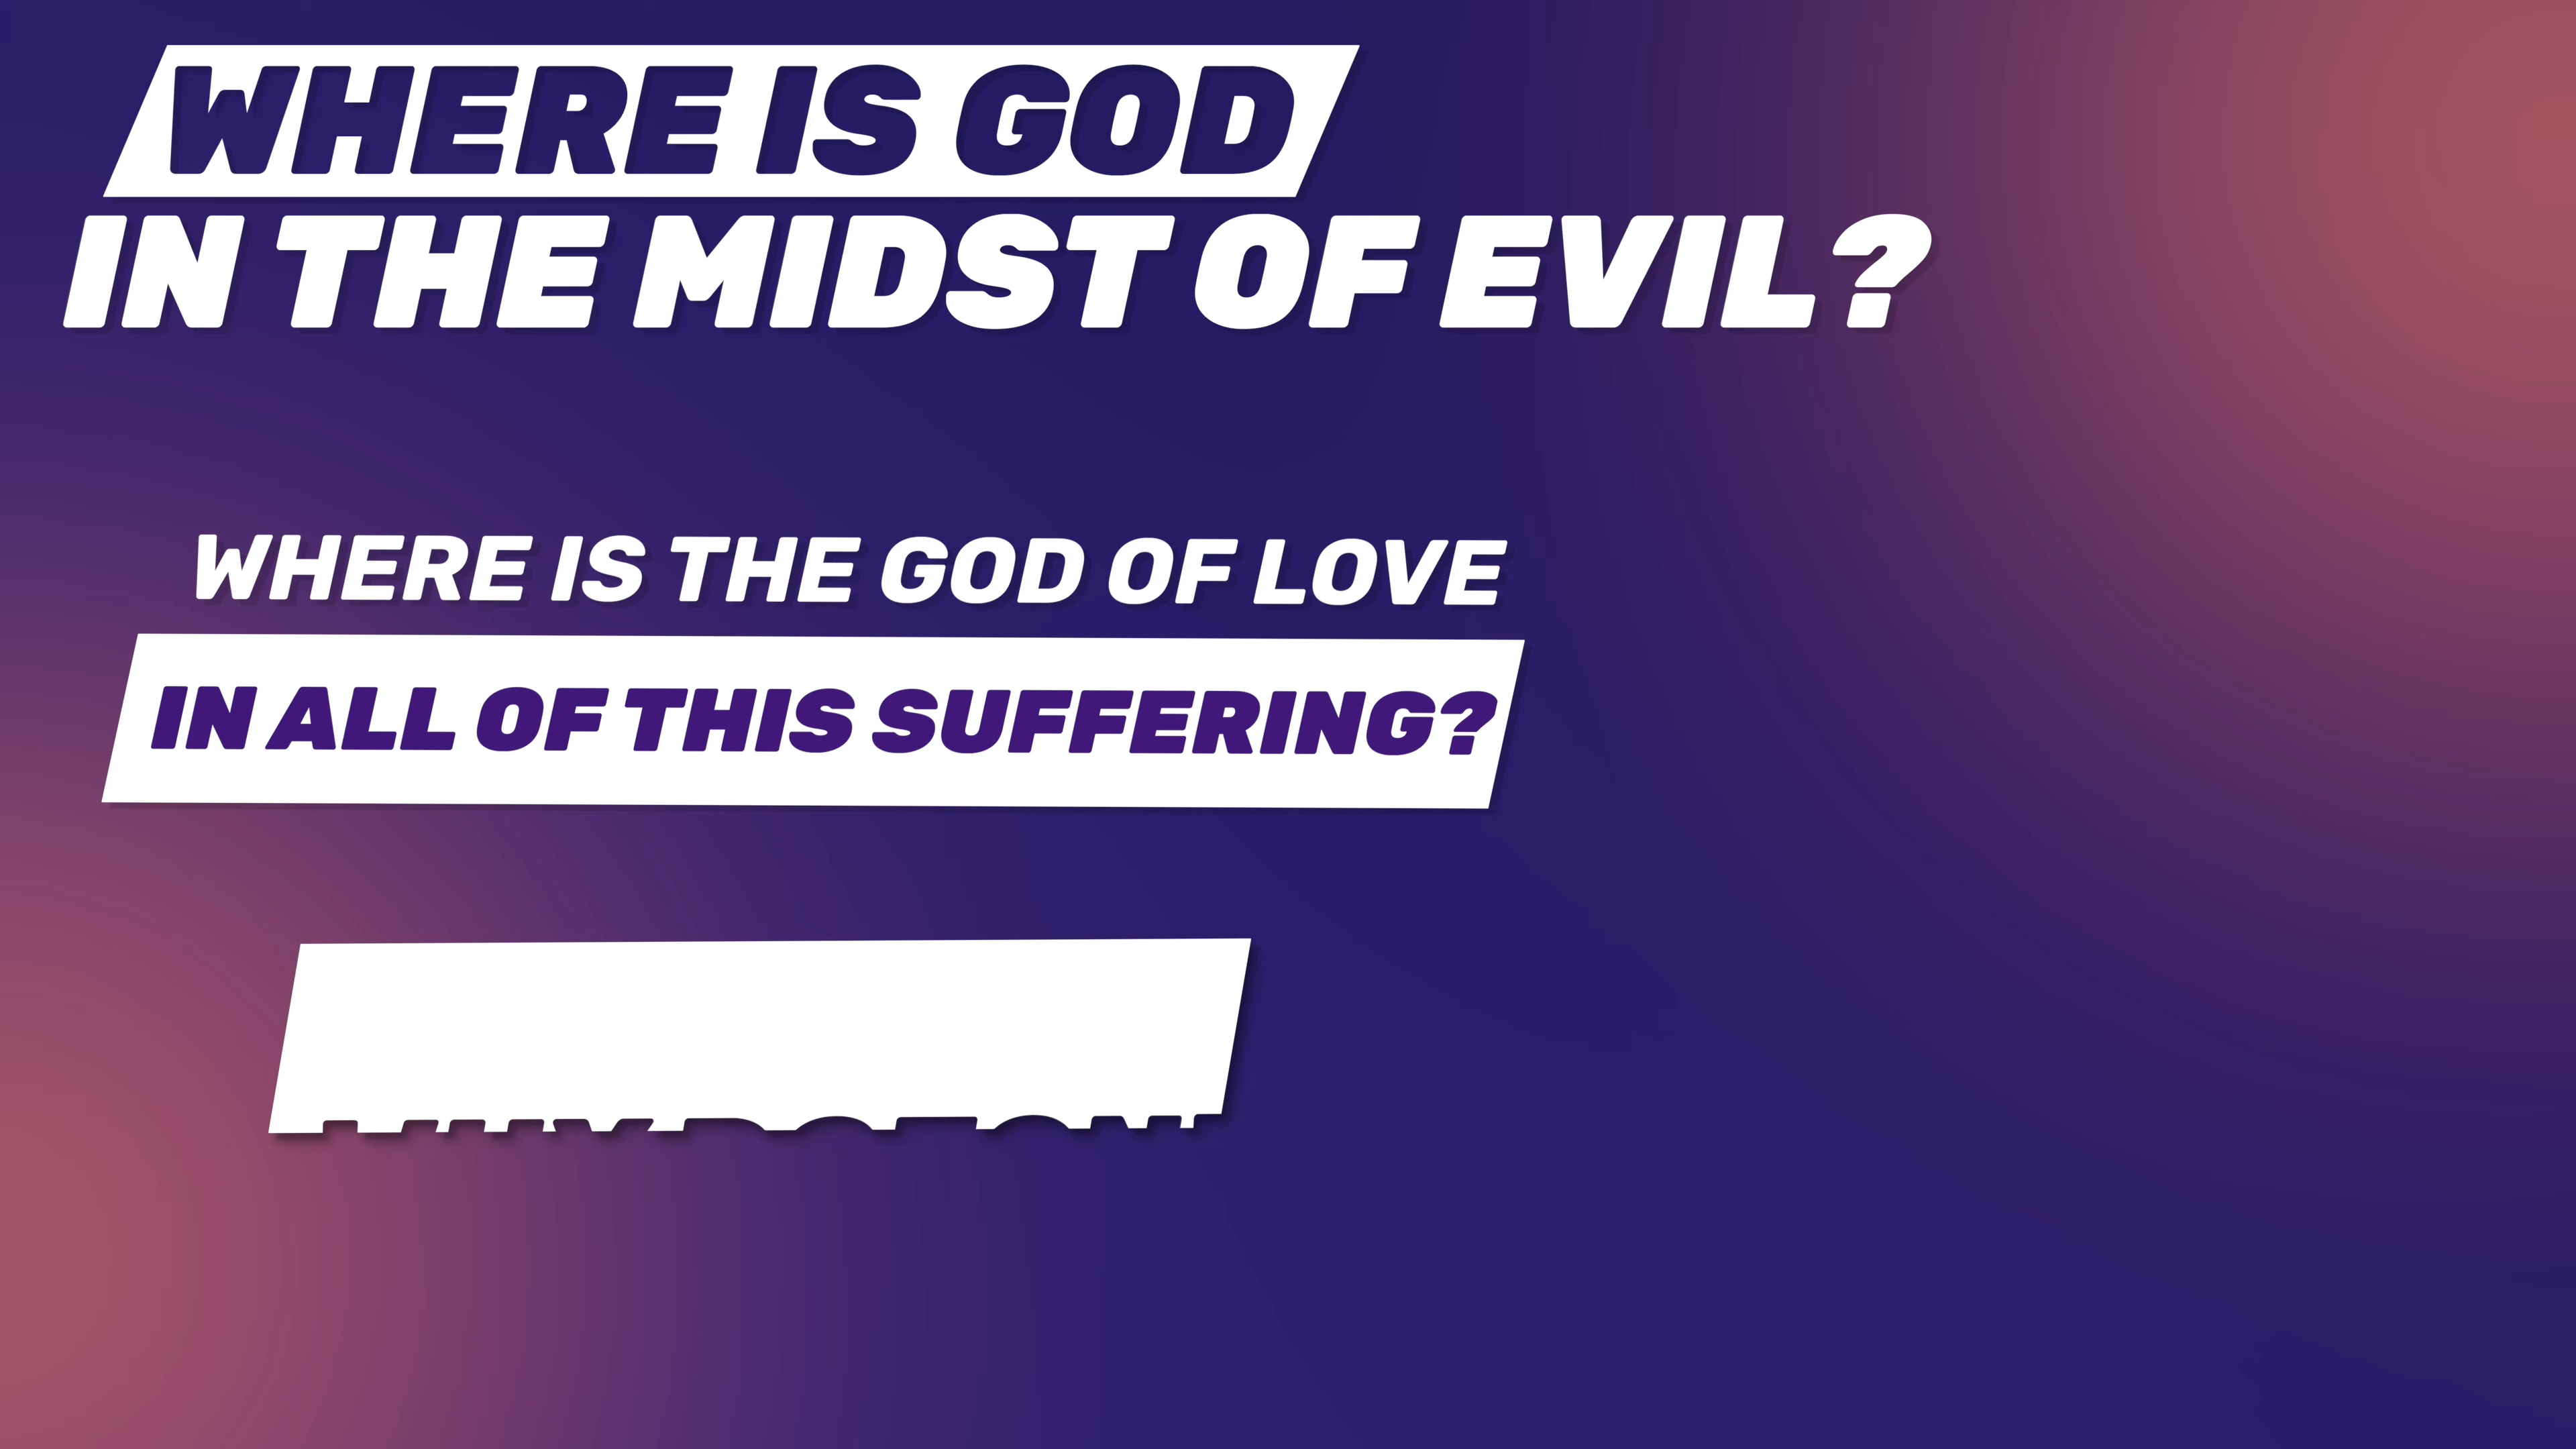 WHERE IS GOD
IN THE MIDST OF EVIL?
WHERE IS THE GOD OF LOVE
IN ALL OF THIS SUFFERING?